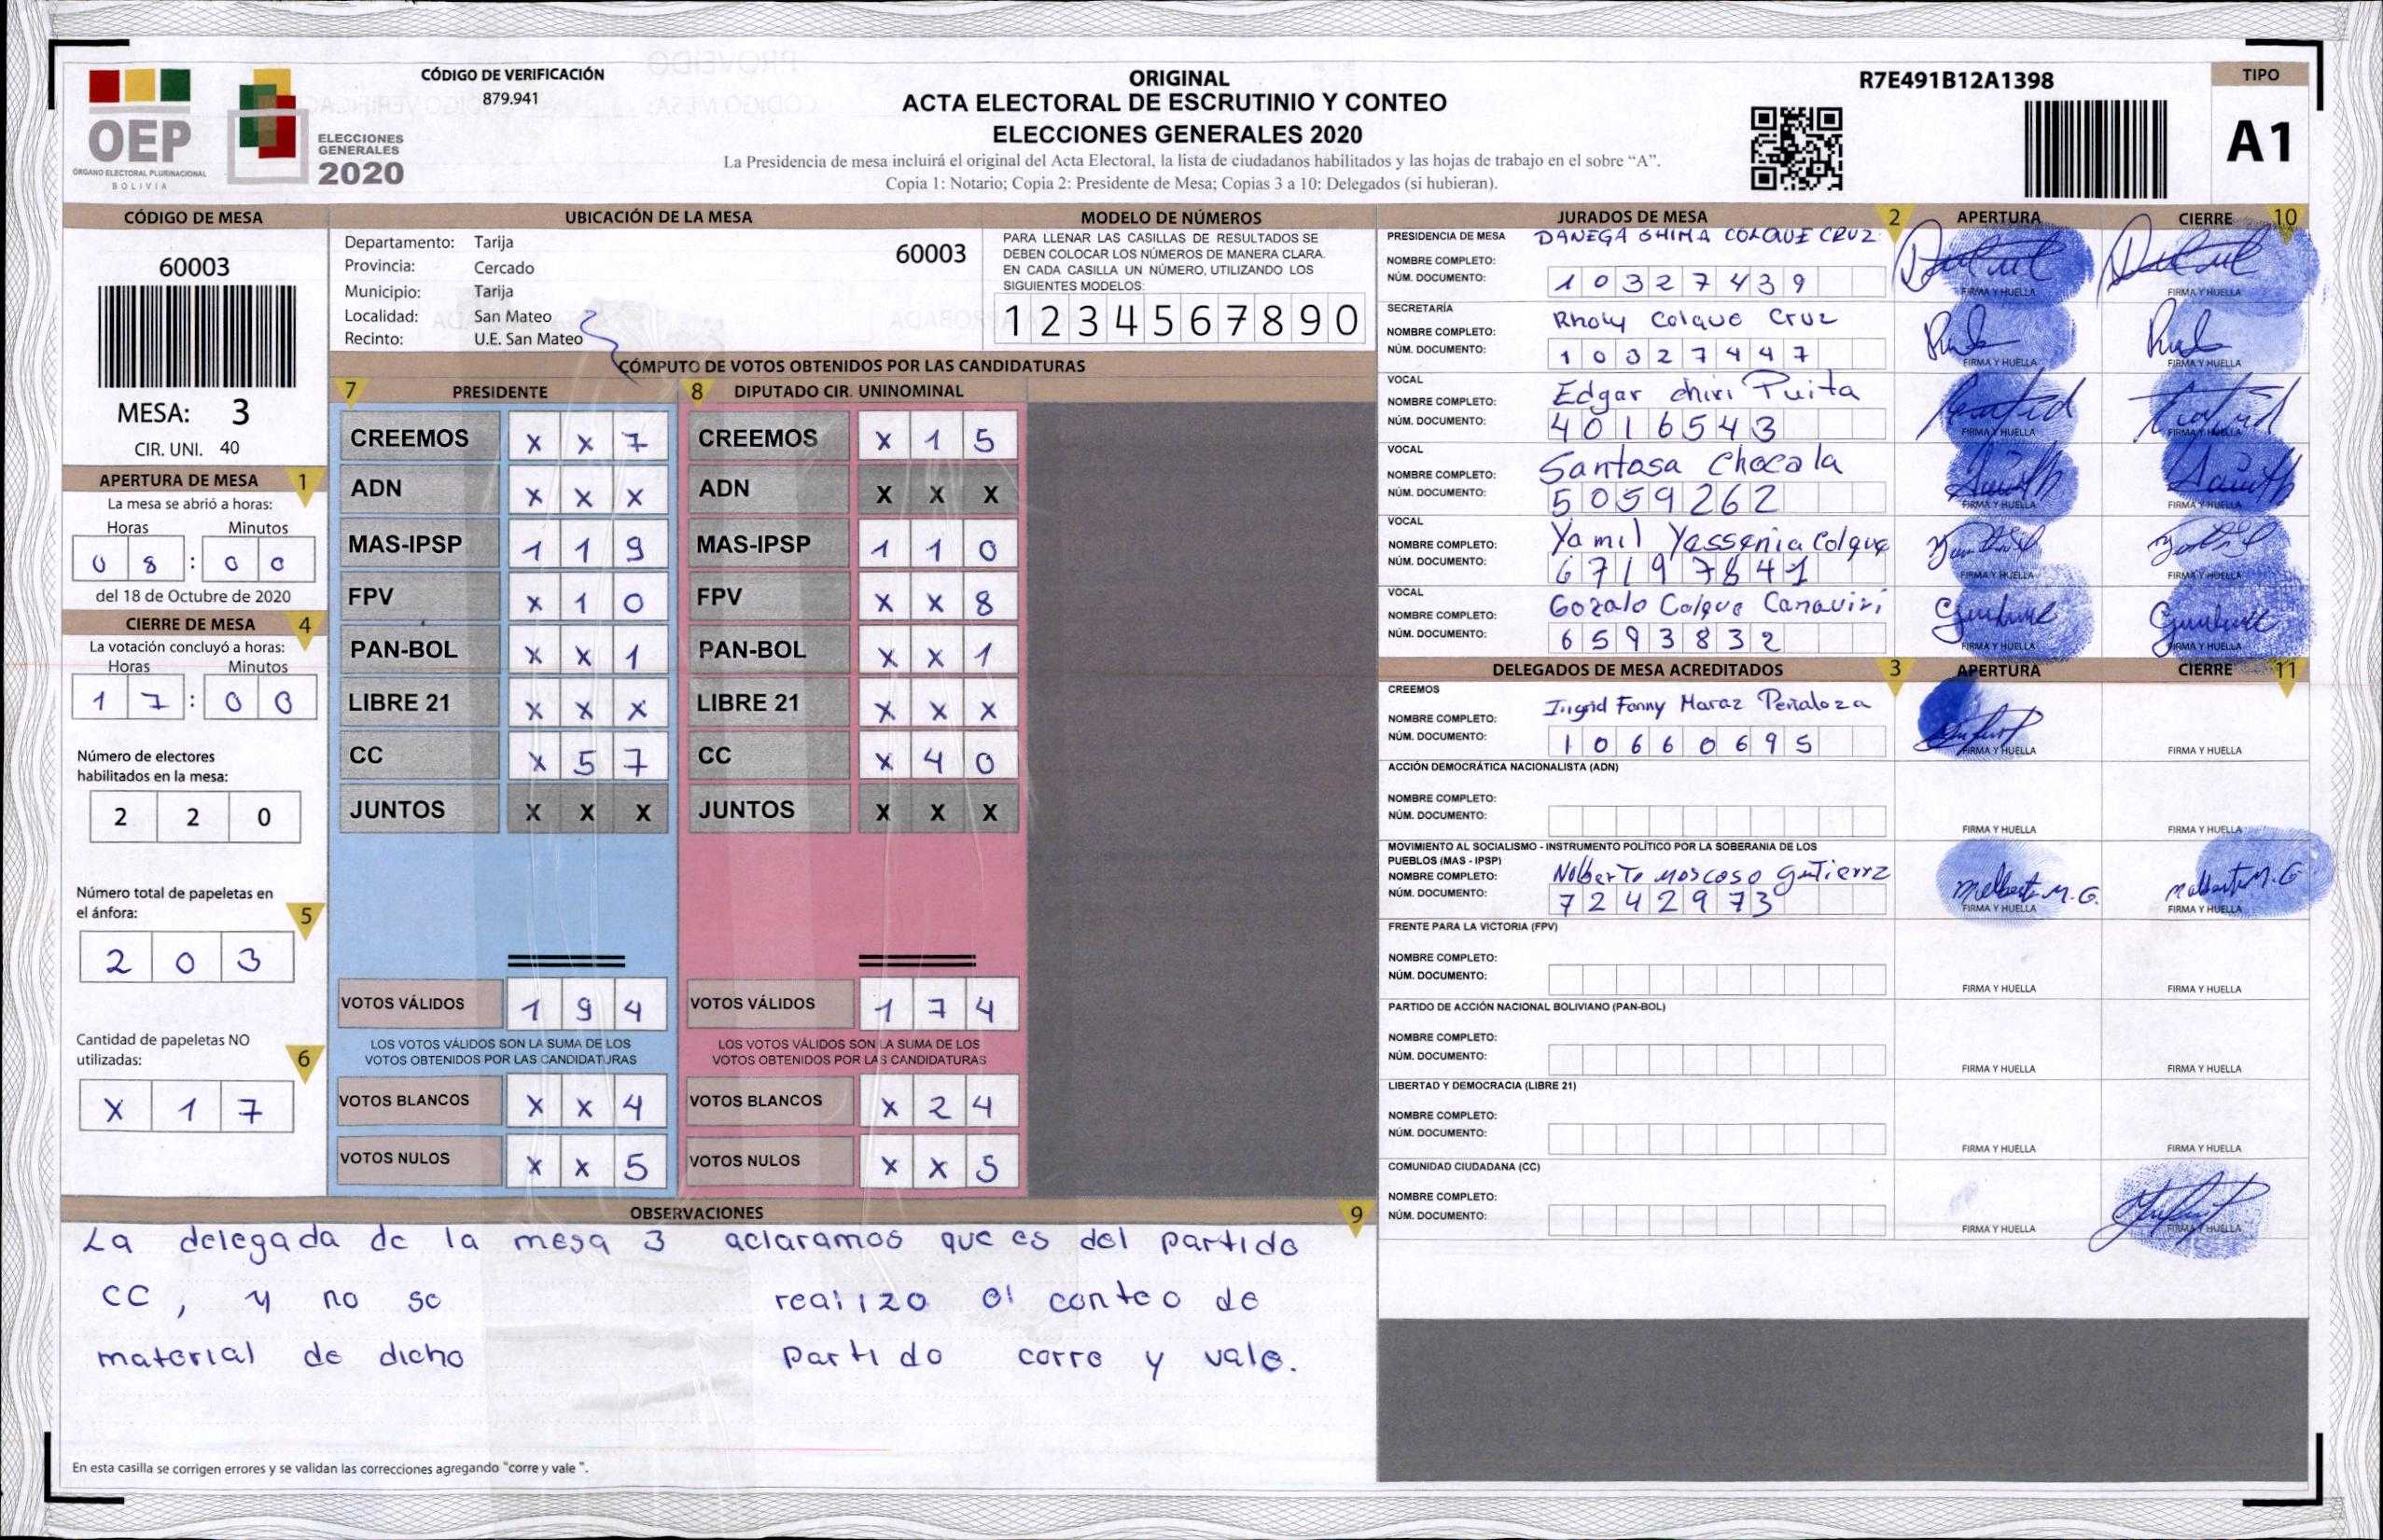 CÓDIGO DE VERIFICACIÓN
879.941
OEP
ÓRGANO ELECTORAL PLURINACIONAL
BOLIVIA
ELECCIONES
GENERALES
2020
ORIGINAL
ACTA ELECTORAL DE ESCRUTINIO Y CONTEO
ELECCIONES GENERALES 2020
La Presidencia de mesa incluirá el original del Acta Electoral, la lista de ciudadanos habilitados y las hojas de trabajo en el sobre “A”.
Copia 1: Notario; Copia 2: Presidente de Mesa; Copias 3 a 10: Delegados (si hubieran).
R7E491B12A1398
TIPO
A1
CÓDIGO DE MESA
60003
MESA: 3
CIR. UNI. 40
APERTURA DE MESA 1
La mesa se abrió a horas:
Horas Minutos
0 8 : 0 0
del 18 de Octubre de 2020
CIERRE DE MESA 4
La votación concluyó a horas:
Horas Minutos
1 7 : 0 0
Número de electores
habilitados en la mesa:
2 2 0
Número total de papeletas en
el ánfora: 5
2 0 3
Cantidad de papeletas NO
utilizadas: 6
X 1 7
UBICACIÓN DE LA MESA
Departamento: Tarija
60003
Provincia: Cercado
Municipio: Tarija
Localidad: San Mateo
Recinto: U.E. San Mateo
MODELO DE NÚMEROS
PARA LLENAR LAS CASILLAS DE RESULTADOS SE
DEBEN COLOCAR LOS NÚMEROS DE MANERA CLARA.
EN CADA CASILLA UN NÚMERO, UTILIZANDO LOS
SIGUIENTES MODELOS:
1 2 3 4 5 6 7 8 9 0
CÓMPUTO DE VOTOS OBTENIDOS POR LAS CANDIDATURAS
7 PRESIDENTE
CREEMOS X X 7
ADN X X X
MAS-IPSP 1 1 9
FPV X 1 0
PAN-BOL X X 1
LIBRE 21 X X X
CC X 5 7
JUNTOS X X X
VOTOS VÁLIDOS 1 9 4
LOS VOTOS VÁLIDOS SON LA SUMA DE LOS
VOTOS OBTENIDOS POR LAS CANDIDATURAS
VOTOS BLANCOS X X 4
VOTOS NULOS X X 5
8 DIPUTADO CIR. UNINOMINAL
CREEMOS X 1 5
ADN X X X
MAS-IPSP 1 1 0
FPV X X 8
PAN-BOL X X 1
LIBRE 21 X X X
CC X 4 0
JUNTOS X X X
VOTOS VÁLIDOS 1 7 4
LOS VOTOS VÁLIDOS SON LA SUMA DE LOS
VOTOS OBTENIDOS POR LAS CANDIDATURAS
VOTOS BLANCOS X 2 4
VOTOS NULOS X X 5
OBSERVACIONES 9
La delegada de la mesa 3 aclaramos que es del partido
CC, y no se realizo el conteo de
material de dicho partido corre y vale.
En esta casilla se corrigen errores y se validan las correcciones agregando "corre y vale ".
JURADOS DE MESA 2 APERTURA CIERRE 10
PRESIDENCIA DE MESA
NOMBRE COMPLETO: COLQUE CRUZ
NÚM. DOCUMENTO: 1 0 3 2 7 4 3 9
FIRMA Y HUELLA FIRMA Y HUELLA
SECRETARÍA
NOMBRE COMPLETO: Rholy Colque Cruz
NÚM. DOCUMENTO: 1 0 3 2 7 4 4 7
FIRMA Y HUELLA FIRMA Y HUELLA
VOCAL
NOMBRE COMPLETO: Edgar chiri Puita
NÚM. DOCUMENTO: 4 0 1 6 5 4 3
FIRMA Y HUELLA FIRMA Y HUELLA
VOCAL
NOMBRE COMPLETO: Santasa Chocala
NÚM. DOCUMENTO: 5 0 5 9 2 6 2
FIRMA Y HUELLA FIRMA Y HUELLA
VOCAL
NOMBRE COMPLETO: Yamil Yessenia Colque
NÚM. DOCUMENTO:
FIRMA Y HUELLA FIRMA Y HUELLA
VOCAL
NOMBRE COMPLETO: Gozalo Colque Canaviri
NÚM. DOCUMENTO: 6 5 9 3 8 3 2
FIRMA Y HUELLA FIRMA Y HUELLA
DELEGADOS DE MESA ACREDITADOS 3 APERTURA CIERRE 11
CREEMOS
NOMBRE COMPLETO: Ingrid Fanny Maraz Peñaloza
NÚM. DOCUMENTO: 1 0 6 6 0 6 9 5
FIRMA Y HUELLA FIRMA Y HUELLA
ACCIÓN DEMOCRÁTICA NACIONALISTA (ADN)
NOMBRE COMPLETO:
NÚM. DOCUMENTO:
FIRMA Y HUELLA FIRMA Y HUELLA
MOVIMIENTO AL SOCIALISMO - INSTRUMENTO POLÍTICO POR LA SOBERANIA DE LOS
PUEBLOS (MAS - IPSP)
NOMBRE COMPLETO: Nolberto Moscoso Gutierrz
NÚM. DOCUMENTO: 7 2 4 2 9 7 3
FIRMA Y HUELLA FIRMA Y HUELLA
FRENTE PARA LA VICTORIA (FPV)
NOMBRE COMPLETO:
NÚM. DOCUMENTO:
FIRMA Y HUELLA FIRMA Y HUELLA
PARTIDO DE ACCIÓN NACIONAL BOLIVIANO (PAN-BOL)
NOMBRE COMPLETO:
NÚM. DOCUMENTO:
FIRMA Y HUELLA FIRMA Y HUELLA
LIBERTAD Y DEMOCRACIA (LIBRE 21)
NOMBRE COMPLETO:
NÚM. DOCUMENTO:
FIRMA Y HUELLA FIRMA Y HUELLA
COMUNIDAD CIUDADANA (CC)
NOMBRE COMPLETO:
NÚM. DOCUMENTO:
FIRMA Y HUELLA FIRMA Y HUELLA